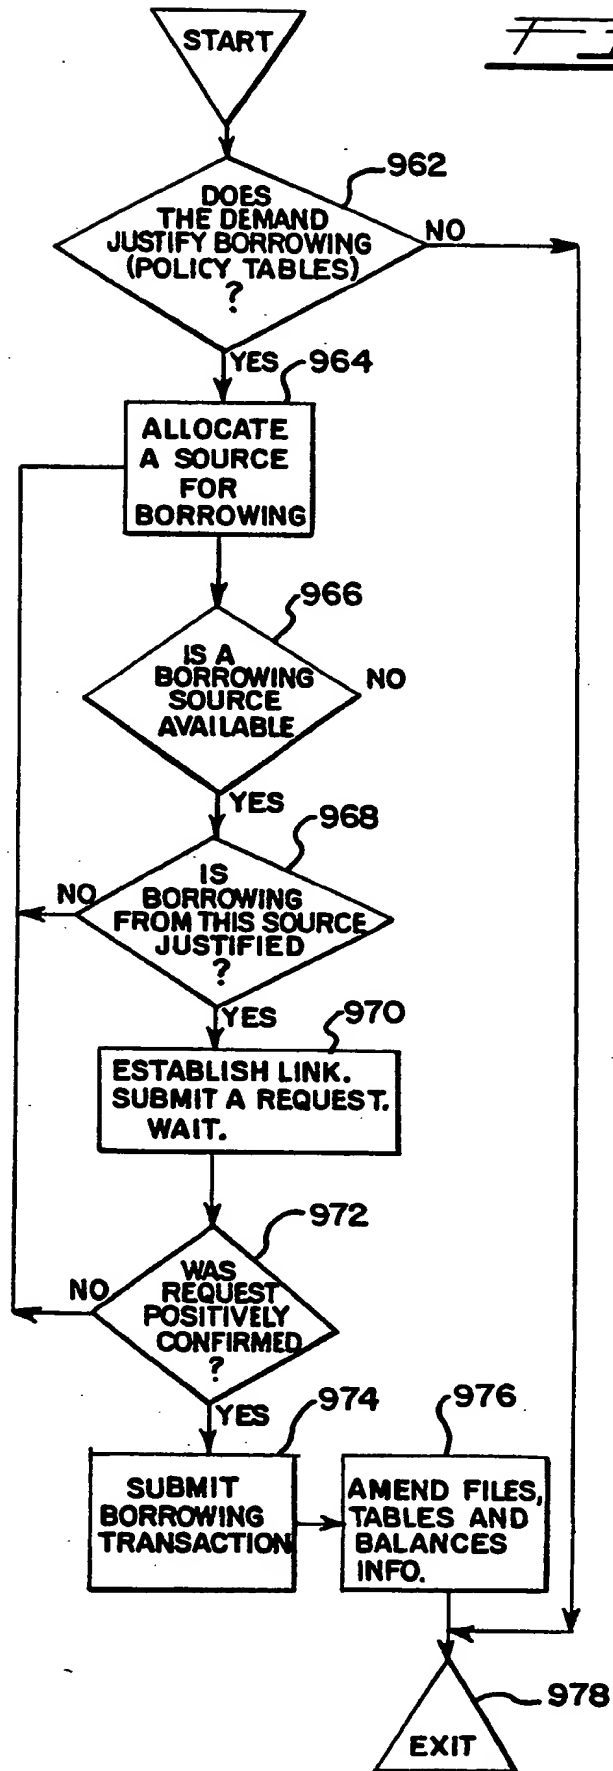 START
962
DOES
THE DEMAND
JUSTIFY BORROWING
(POLICY TABLES)
?
NO
YES
964
ALLOCATE
A SOURCE
FOR
BORROWING
966
IS A
BORROWING
SOURCE
AVAILABLE
NO
YES
968
IS
BORROWING
FROM THIS SOURCE
JUSTIFIED
?
NO
YES
970
ESTABLISH LINK.
SUBMIT A REQUEST.
WAIT.
972
WAS
REQUEST
POSITIVELY
CONFIRMED
?
NO
YES
974
SUBMIT
BORROWING
TRANSACTION
976
AMEND FILES,
TABLES AND
BALANCES
INFO.
978
EXIT